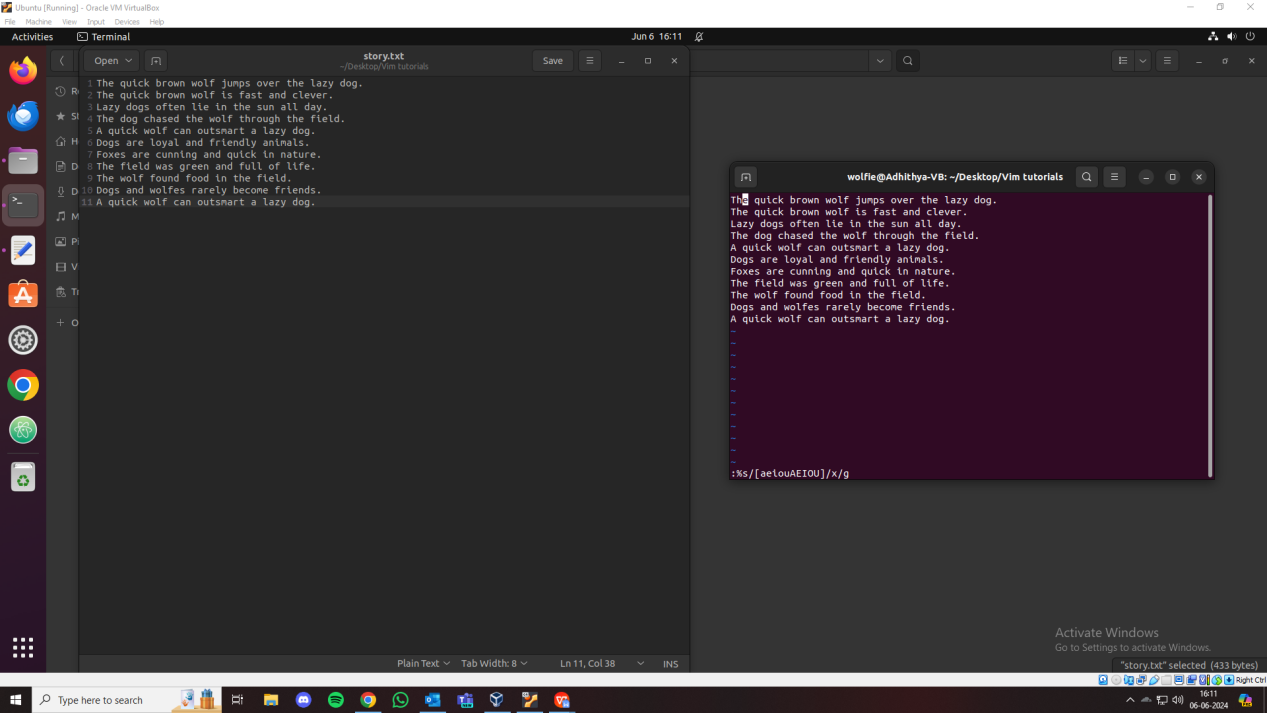 Ubuntu [Running] - Oracle VM VirtualBox
File Machine View Input Devices Help
Activities Terminal Jun 6 16:11
Open story.txt Save
~/Desktop/Vim tutorials
1 The quick brown wolf jumps over the lazy dog.
2 The quick brown wolf is fast and clever.
3 Lazy dogs often lie in the sun all day.
4 The dog chased the wolf through the field.
5 A quick wolf can outsmart a lazy dog.
6 Dogs are loyal and friendly animals.
7 Foxes are cunning and quick in nature.
8 The field was green and full of life.
9 The wolf found food in the field.
10 Dogs and wolfes rarely become friends.
11 A quick wolf can outsmart a lazy dog.
Plain Text Tab Width: 8 Ln 11, Col 38 INS
wolfie@Adhithya-VB: ~/Desktop/Vim tutorials
The quick brown wolf jumps over the lazy dog.
The quick brown wolf is fast and clever.
Lazy dogs often lie in the sun all day.
The dog chased the wolf through the field.
A quick wolf can outsmart a lazy dog.
Dogs are loyal and friendly animals.
Foxes are cunning and quick in nature.
The field was green and full of life.
The wolf found food in the field.
Dogs and wolfes rarely become friends.
A quick wolf can outsmart a lazy dog.
~
~
~
~
~
~
~
~
~
~
~
~
:%s/[aeiouAEIOU]/x/g
Activate Windows
Go to Settings to activate Windows.
"story.txt" selected (433 bytes)
Right Ctrl
Type here to search
16:11
06-06-2024